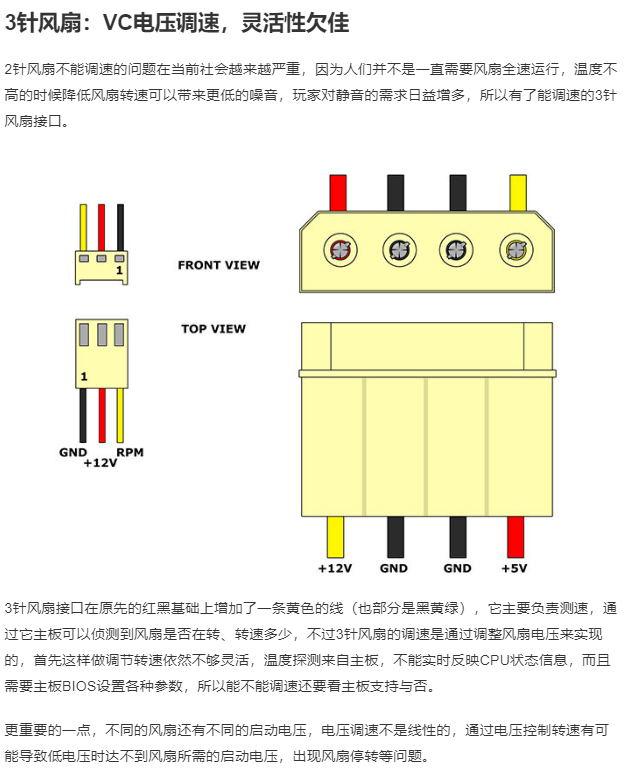 3针风扇：VC电压调速，灵活性欠佳
2针风扇不能调速的问题在当前社会越来越严重，因为人们并不是一直需要风扇全速运行，温度不
高的时候降低风扇转速可以带来更低的噪音，玩家对静音的需求日益增多，所以有了能调速的3针
风扇接口。
1
FRONT VIEW
TOP VIEW
1
GND
RPM
+12V
+12V
GND
GND
+5V
3针风扇接口在原先的红黑基础上增加了一条黄色的线（也部分是黑黄绿），它主要负责测速，通
过它主板可以侦测到风扇是否在转、转速多少，不过3针风扇的调速是通过调整风扇电压来实现
的，首先这样做调节转速依然不够灵活，温度探测来自主板，不能实时反映CPU状态信息，而且
需要主板BIOS设置各种参数，所以能不能调速还要看主板支持与否。
更重要的一点，不同的风扇还有不同的启动电压，电压调速不是线性的，通过电压控制转速有可
能导致低电压时达不到风扇所需的启动电压，出现风扇停转等问题。